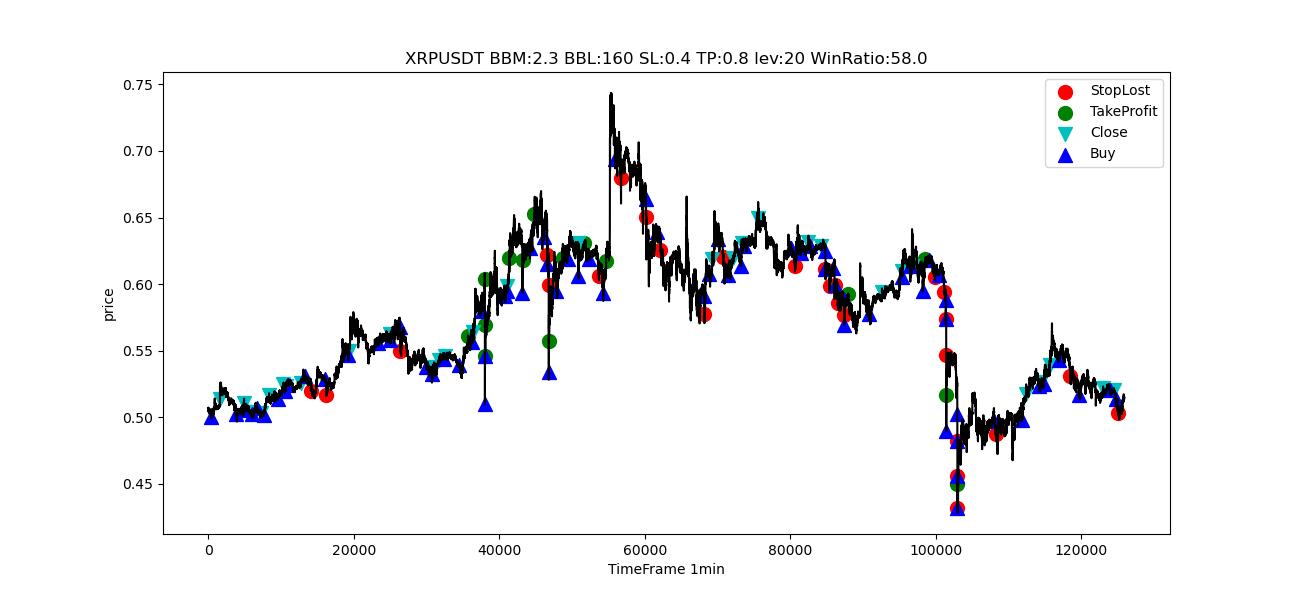 XRPUSDT BBM:2.3 BBL:160 SL:0.4 TP:0.8 lev:20 WinRatio:58.0
StopLost
TakeProfit
Close
Buy
price
0.75
0.70
0.65
0.60
0.55
0.50
0.45
0
20000
40000
60000
80000
100000
120000
TimeFrame 1min